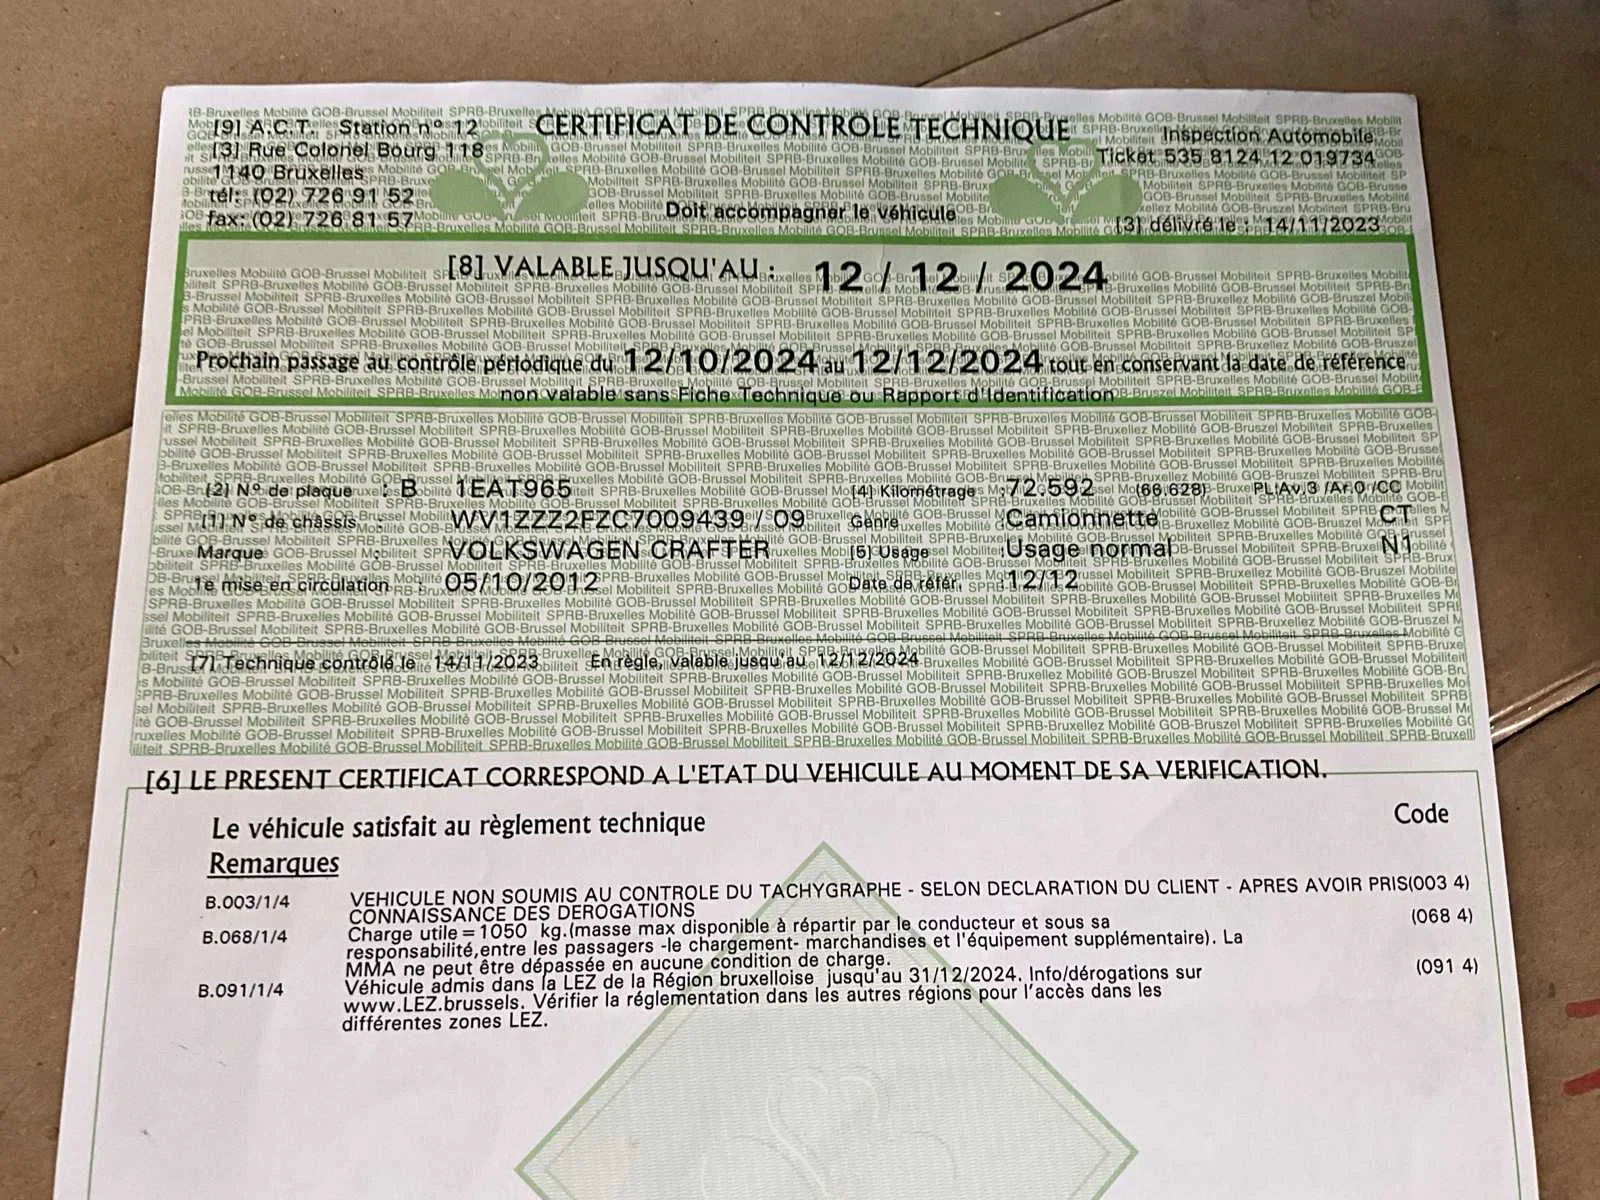 [9] A.C.T. Station n° 12
CERTIFICAT DE CONTROLE TECHNIQUE
Inspection Automobile
[3] Rue Colonel Bourg 118
Ticket 535 8124 12 019734
1140 Bruxelles
tél: (02) 726 91 52
Doit accompagner le véhicule
fax: (02) 726 81 57
[3] délivré le : 14/11/2023
[8] VALABLE JUSQU'AU : 12 / 12 / 2024
Prochain passage au contrôle périodique du 12/10/2024 au 12/12/2024 tout en conservant la date de référence
non valable sans Fiche Technique ou Rapport d'Identification
[2] N° de plaque : B 1EAT965
[4] Kilométrage :72.592 (66.628) PL:Av.3 /Ar.0 /CC
[1] N° de châssis WV1ZZZ2FZC7009439 / 09
Genre :Camionnette CT
Marque : VOLKSWAGEN CRAFTER
[5] Usage :Usage normal N1
1e mise en circulation : 05/10/2012
Date de référ. :12/12
[7] Technique contrôlé le 14/11/2023 En règle, Valable jusqu'au 12/12/2024
[6] LE PRESENT CERTIFICAT CORRESPOND A L'ETAT DU VEHICULE AU MOMENT DE SA VERIFICATION.
Le véhicule satisfait au règlement technique
Code
Remarques
B.003/1/4 VEHICULE NON SOUMIS AU CONTROLE DU TACHYGRAPHE - SELON DECLARATION DU CLIENT - APRES AVOIR PRIS(003 4)
CONNAISSANCE DES DEROGATIONS
B.068/1/4 Charge utile = 1050 kg.(masse max disponible à répartir par le conducteur et sous sa (068 4)
responsabilité,entre les passagers -le chargement- marchandises et l'équipement supplémentaire). La
MMA ne peut être dépassée en aucune condition de charge.
B.091/1/4 Véhicule admis dans la LEZ de la Région bruxelloise jusqu'au 31/12/2024. Info/dérogations sur (091 4)
www.LEZ.brussels. Vérifier la réglementation dans les autres régions pour l'accès dans les
différentes zones LEZ.